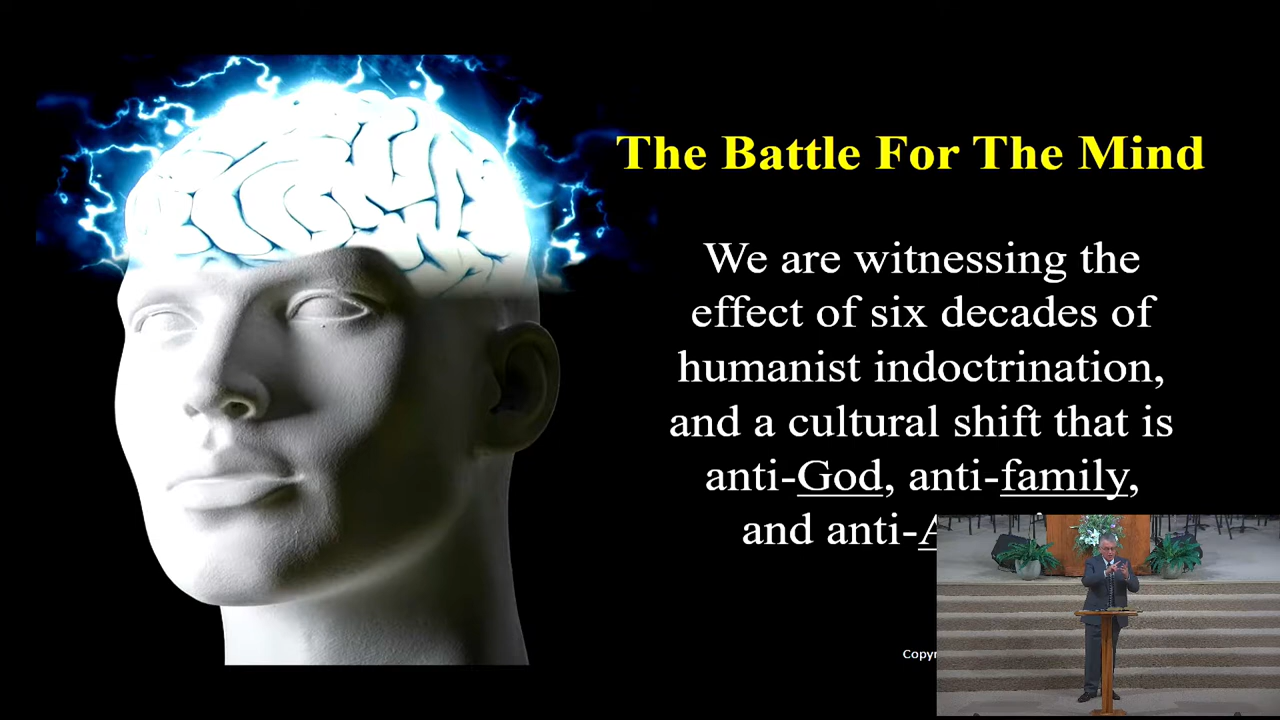 The Battle For The Mind
We are witnessing the
effect of six decades of
humanist indoctrination,
and a cultural shift that is
anti-God, anti-family,
and anti-